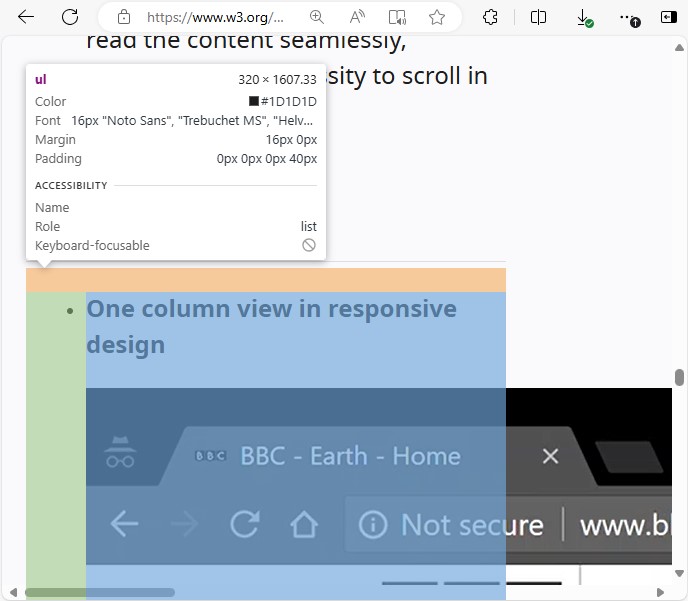 https://www.w3.org/...
read the content seamlessly,
sity to scroll in
ul 320 × 1607.33
Color #1D1D1D
Font 16px "Noto Sans", "Trebuchet MS", "Helv...
Margin 16px 0px
Padding 0px 0px 0px 40px
ACCESSIBILITY
Name
Role list
Keyboard-focusable
• One column view in responsive
design
BBC BBC - Earth - Home
Not secure www.bl